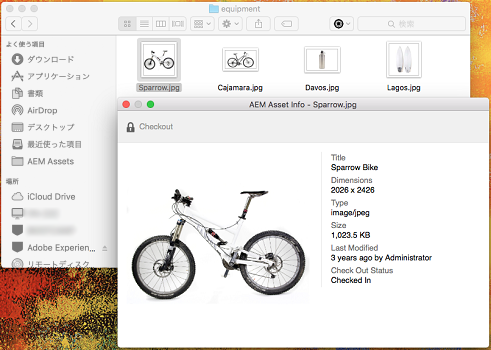 equipment
検索
よく使う項目
ダウンロード
アプリケーション
書類
AirDrop
デスクトップ
最近使った項目
AEM Assets
場所
iCloud Drive
Adobe Experien...
リモートディスク
Sparrow.jpg
Cajamara.jpg
Davos.jpg
Lagos.jpg
AEM Asset Info - Sparrow.jpg
Checkout
Title
Sparrow Bike
Dimensions
2026 x 2426
Type
image/jpeg
Size
1,023.5 KB
Last Modified
3 years ago by Administrator
Check Out Status
Checked In